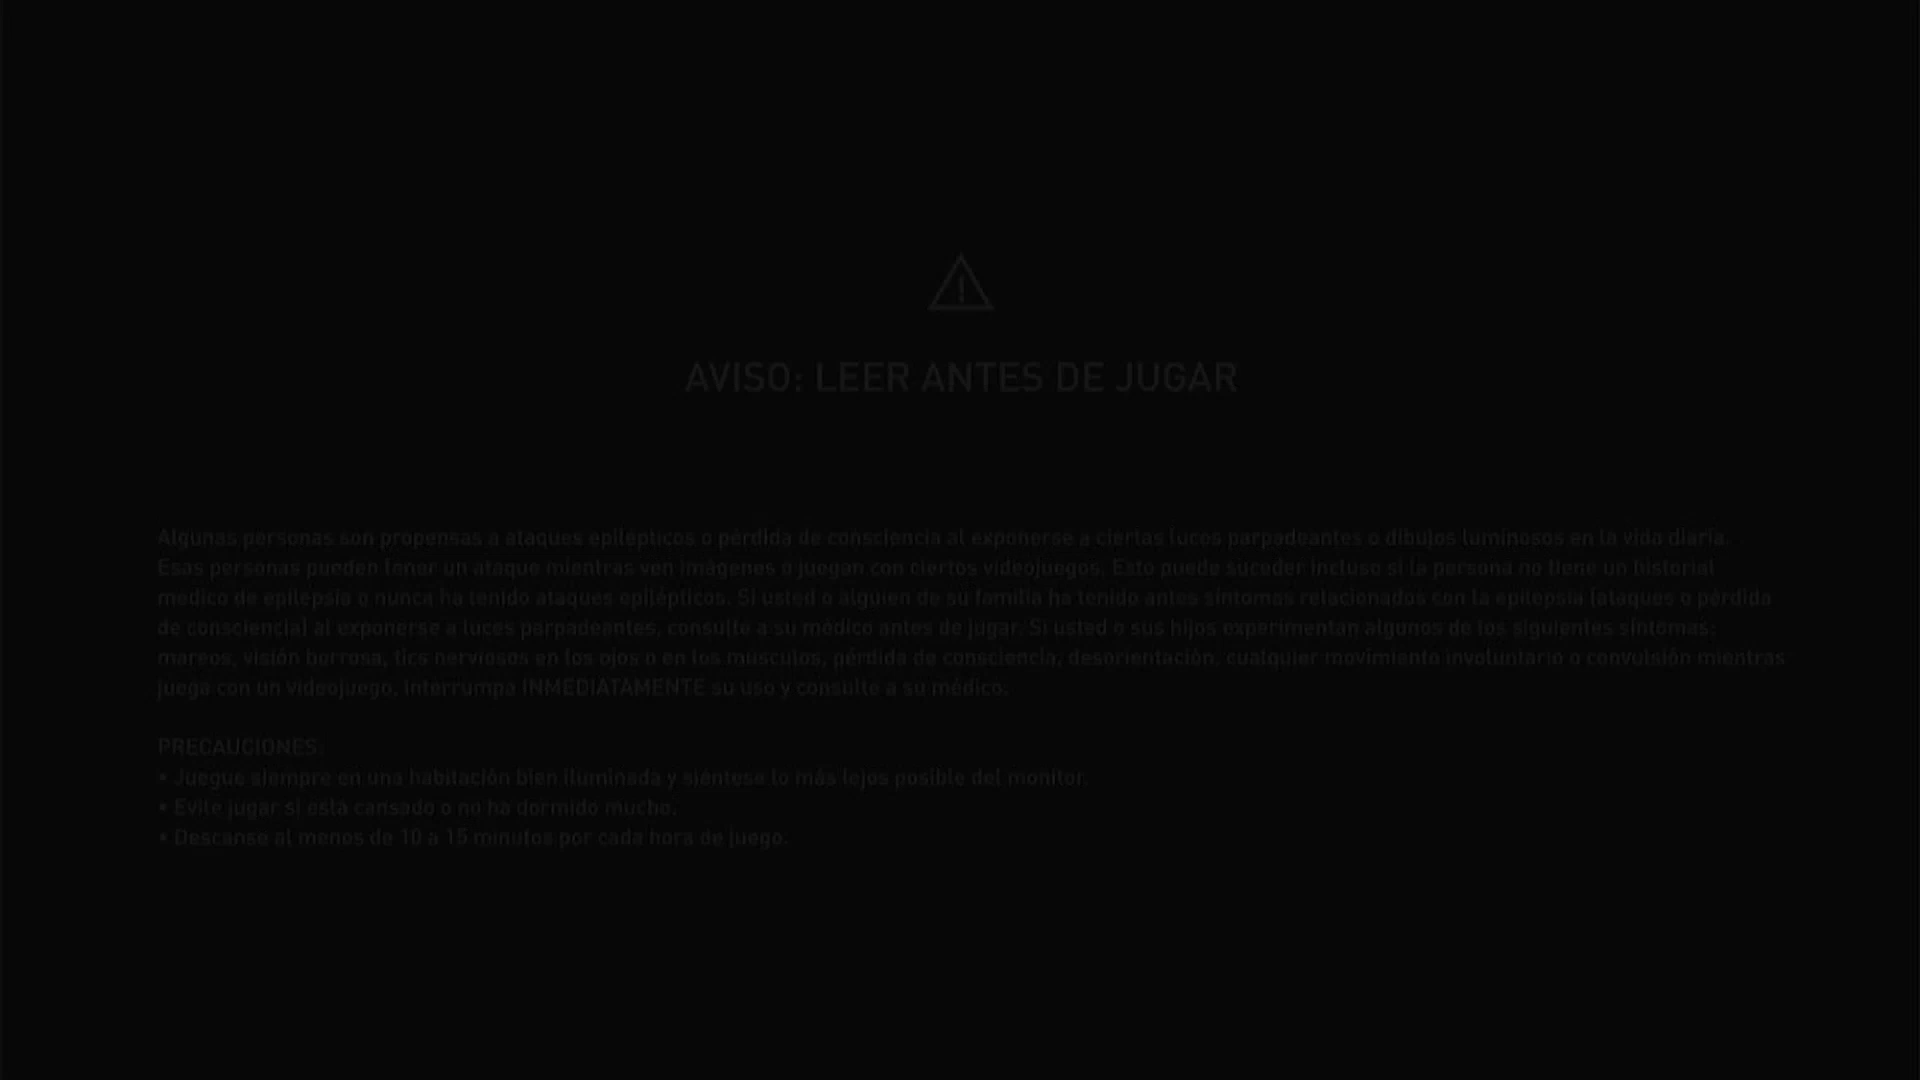 AVISO: LEER ANTES DE JUGAR
Algunas personas son propensas a ataques epilépticos o pérdida de consciencia al exponerse a ciertas luces parpadeantes o dibujos luminosos en la vida diaria.
Esas personas pueden tener un ataque mientras ven imágenes o juegan con ciertos videojuegos. Esto puede suceder incluso si la persona no tiene un historial
médico de epilepsia o nunca ha tenido ataques epilépticos. Si usted o alguien de su familia ha tenido antes síntomas relacionados con la epilepsia (ataques o pérdida
de consciencia) al exponerse a luces parpadeantes, consulte a su médico antes de jugar. Si usted o sus hijos experimentan algunos de los siguientes síntomas:
mareos, visión borrosa, tics nerviosos en los ojos o en los músculos, pérdida de consciencia, desorientación, cualquier movimiento involuntario o convulsión mientras
juega con un videojuego, interrumpa INMEDIATAMENTE su uso y consulte a su médico.
PRECAUCIONES:
• Juegue siempre en una habitación bien iluminada y siéntese lo más lejos posible del monitor.
• Evite jugar si está cansado o no ha dormido mucho.
• Descanse al menos de 10 a 15 minutos por cada hora de juego.